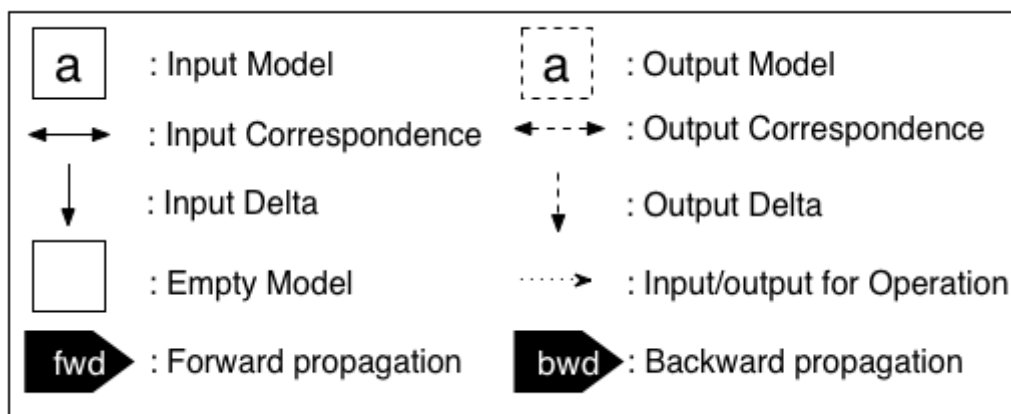 a : Input Model a : Output Model
: Input Correspondence : Output Correspondence
: Input Delta : Output Delta
: Empty Model : Input/output for Operation
fwd : Forward propagation bwd : Backward propagation